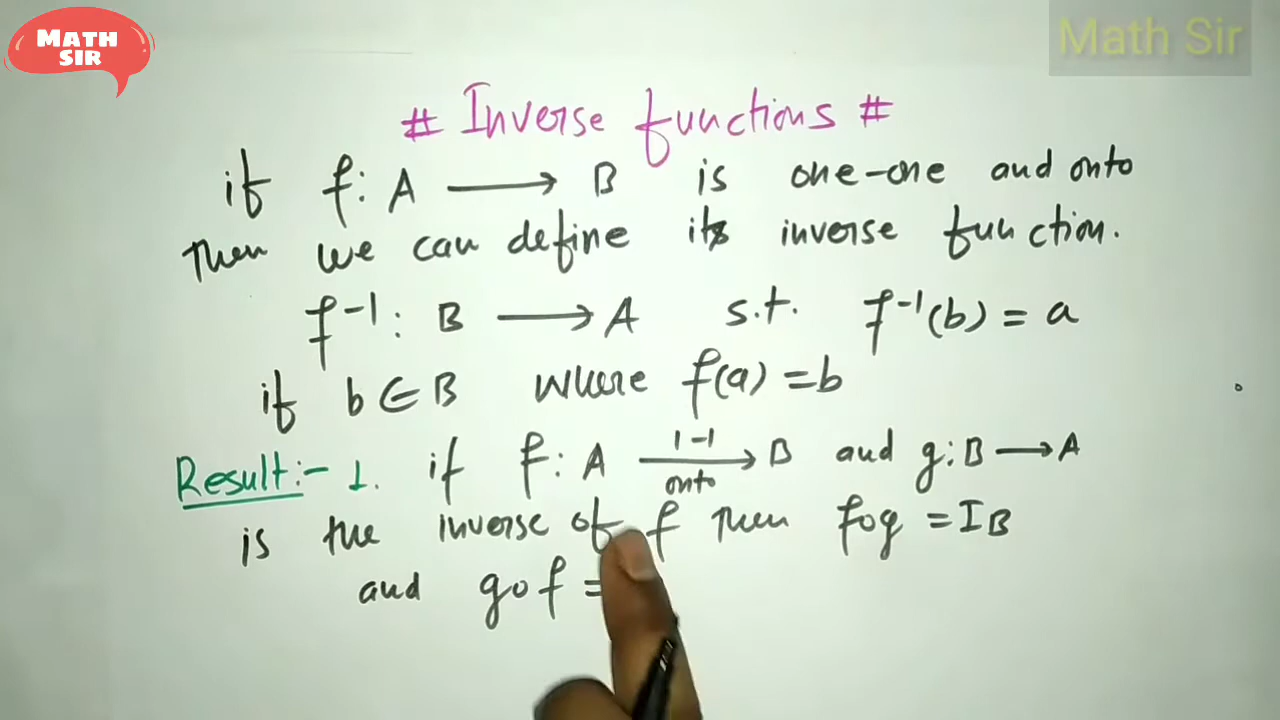 MATH
SIR
Math Sir
# Inverse functions #
if f: A ⟶ B is one-one and onto
Then we can define its inverse function.
f⁻¹: B ⟶ A s.t. f⁻¹(b) = a
if b ∈ B where f(a) = b
Result:- 1. if f: A 1-1 ⟶ onto B and g: B ⟶ A
is the inverse of f Then fog = I_B
and gof =